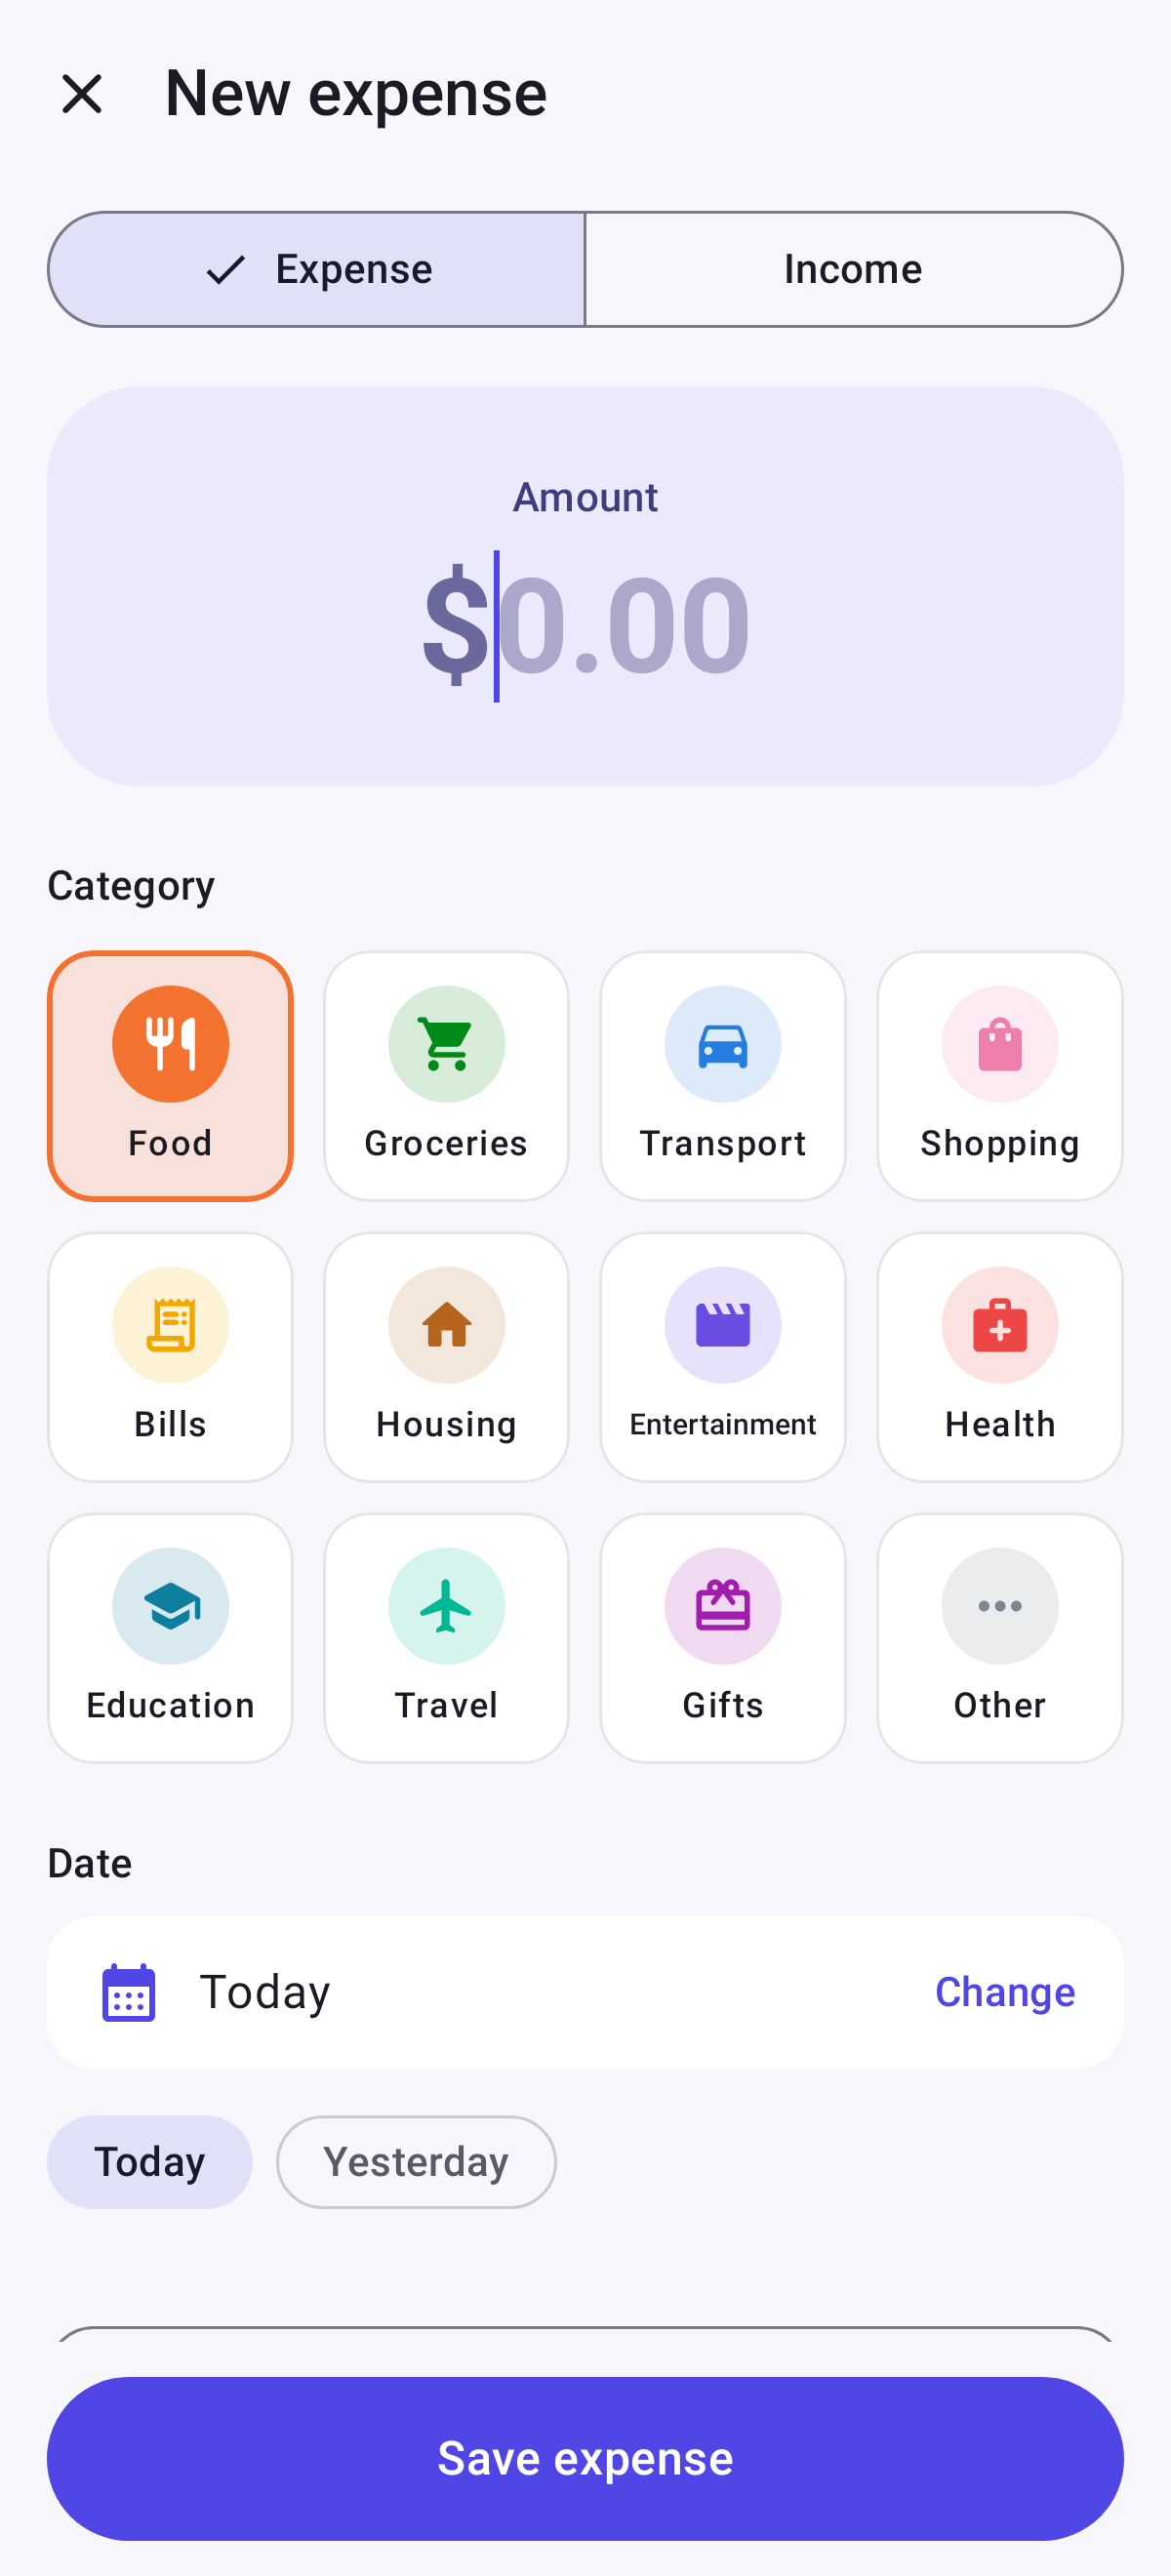 New expense
Expense
Income
Amount
$0.00
Category
Food
Groceries
Transport
Shopping
Bills
Housing
Entertainment
Health
Education
Travel
Gifts
Other
Date
Today
Change
Today
Yesterday
Save expense